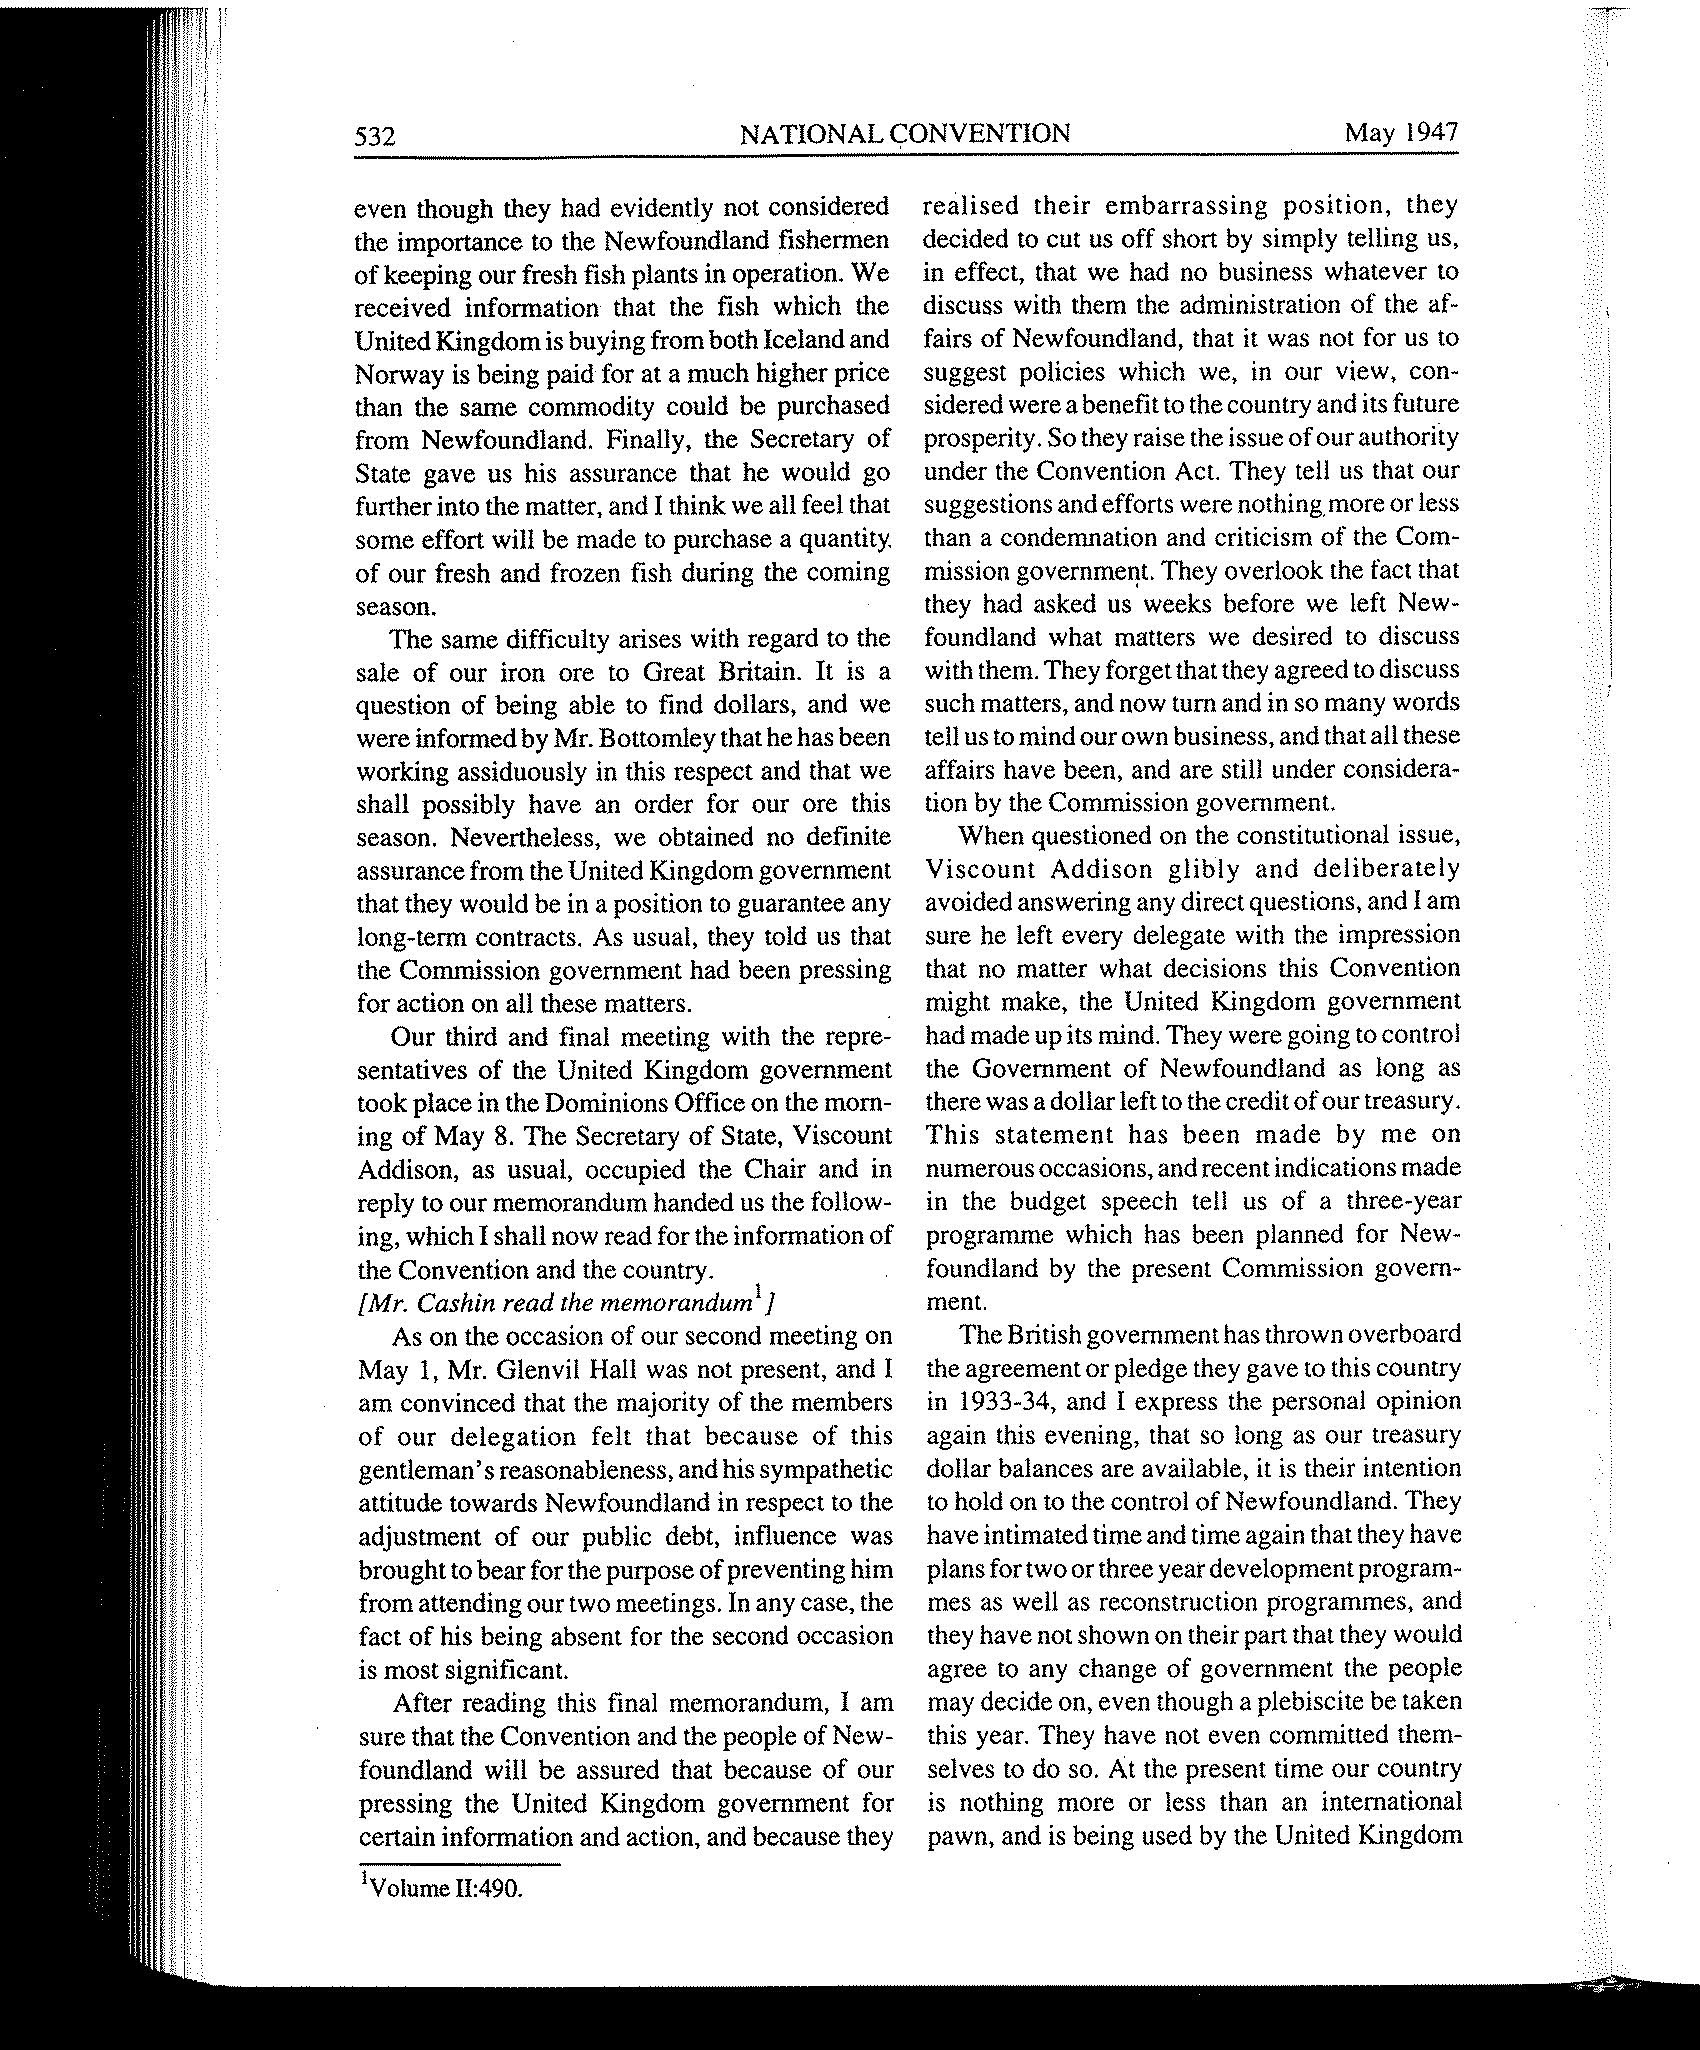 532
NATIONAL CONVENTION
May 1947
even though they had evidently not considered
the importance to the Newfoundland fishermen
of keeping our fresh fish plants in operation. We
received information that the fish which the
United Kingdom is buying from both Iceland and
Norway is being paid for at a much higher price
than the same commodity could be purchased
from Newfoundland. Finally, the Secretary of
State gave us his assurance that he would go
further into the matter, and I think we all feel that
some effort will be made to purchase a quantity
of our fresh and frozen fish during the coming
season.
The same difficulty arises with regard to the
sale of our iron ore to Great Britain. It is a
question of being able to find dollars, and we
were informed by Mr. Bottomley that he has been
working assiduously in this respect and that we
shall possibly have an order for our ore this
season. Nevertheless, we obtained no definite
assurance from the United Kingdom government
that they would be in a position to guarantee any
long-term contracts. As usual, they told us that
the Commission government had been pressing
for action on all these matters.
Our third and final meeting with the repre-
sentatives of the United Kingdom government
took place in the Dominions Office on the morn-
ing of May 8. The Secretary of State, Viscount
Addison, as usual, occupied the Chair and in
reply to our memorandum handed us the follow-
ing, which I shall now read for the information of
the Convention and the country.
[Mr. Cashin read the memorandum¹]
As on the occasion of our second meeting on
May 1, Mr. Glenvil Hall was not present, and I
am convinced that the majority of the members
of our delegation felt that because of this
gentleman's reasonableness, and his sympathetic
attitude towards Newfoundland in respect to the
adjustment of our public debt, influence was
brought to bear for the purpose of preventing him
from attending our two meetings. In any case, the
fact of his being absent for the second occasion
is most significant.
After reading this final memorandum, I am
sure that the Convention and the people of New-
foundland will be assured that because of our
pressing the United Kingdom government for
certain information and action, and because they
¹Volume II:490.
realised their embarrassing position, they
decided to cut us off short by simply telling us,
in effect, that we had no business whatever to
discuss with them the administration of the af-
fairs of Newfoundland, that it was not for us to
suggest policies which we, in our view, con-
sidered were a benefit to the country and its future
prosperity. So they raise the issue of our authority
under the Convention Act. They tell us that our
suggestions and efforts were nothing more or less
than a condemnation and criticism of the Com-
mission government. They overlook the fact that
they had asked us weeks before we left New-
foundland what matters we desired to discuss
with them. They forget that they agreed to discuss
such matters, and now turn and in so many words
tell us to mind our own business, and that all these
affairs have been, and are still under considera-
tion by the Commission government.
When questioned on the constitutional issue,
Viscount Addison glibly and deliberately
avoided answering any direct questions, and I am
sure he left every delegate with the impression
that no matter what decisions this Convention
might make, the United Kingdom government
had made up its mind. They were going to control
the Government of Newfoundland as long as
there was a dollar left to the credit of our treasury.
This statement has been made by me on
numerous occasions, and recent indications made
in the budget speech tell us of a three-year
programme which has been planned for New-
foundland by the present Commission govern-
ment.
The British government has thrown overboard
the agreement or pledge they gave to this country
in 1933-34, and I express the personal opinion
again this evening, that so long as our treasury
dollar balances are available, it is their intention
to hold on to the control of Newfoundland. They
have intimated time and time again that they have
plans for two or three year development program-
mes as well as reconstruction programmes, and
they have not shown on their part that they would
agree to any change of government the people
may decide on, even though a plebiscite be taken
this year. They have not even committed them-
selves to do so. At the present time our country
is nothing more or less than an international
pawn, and is being used by the United Kingdom